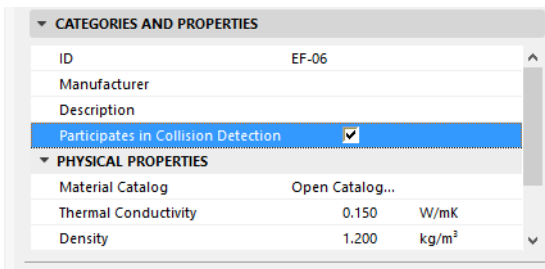 CATEGORIES AND PROPERTIES
ID EF-06
Manufacturer
Description
Participates in Collision Detection
PHYSICAL PROPERTIES
Material Catalog Open Catalog...
Thermal Conductivity 0.150 W/mK
Density 1.200 kg/m³